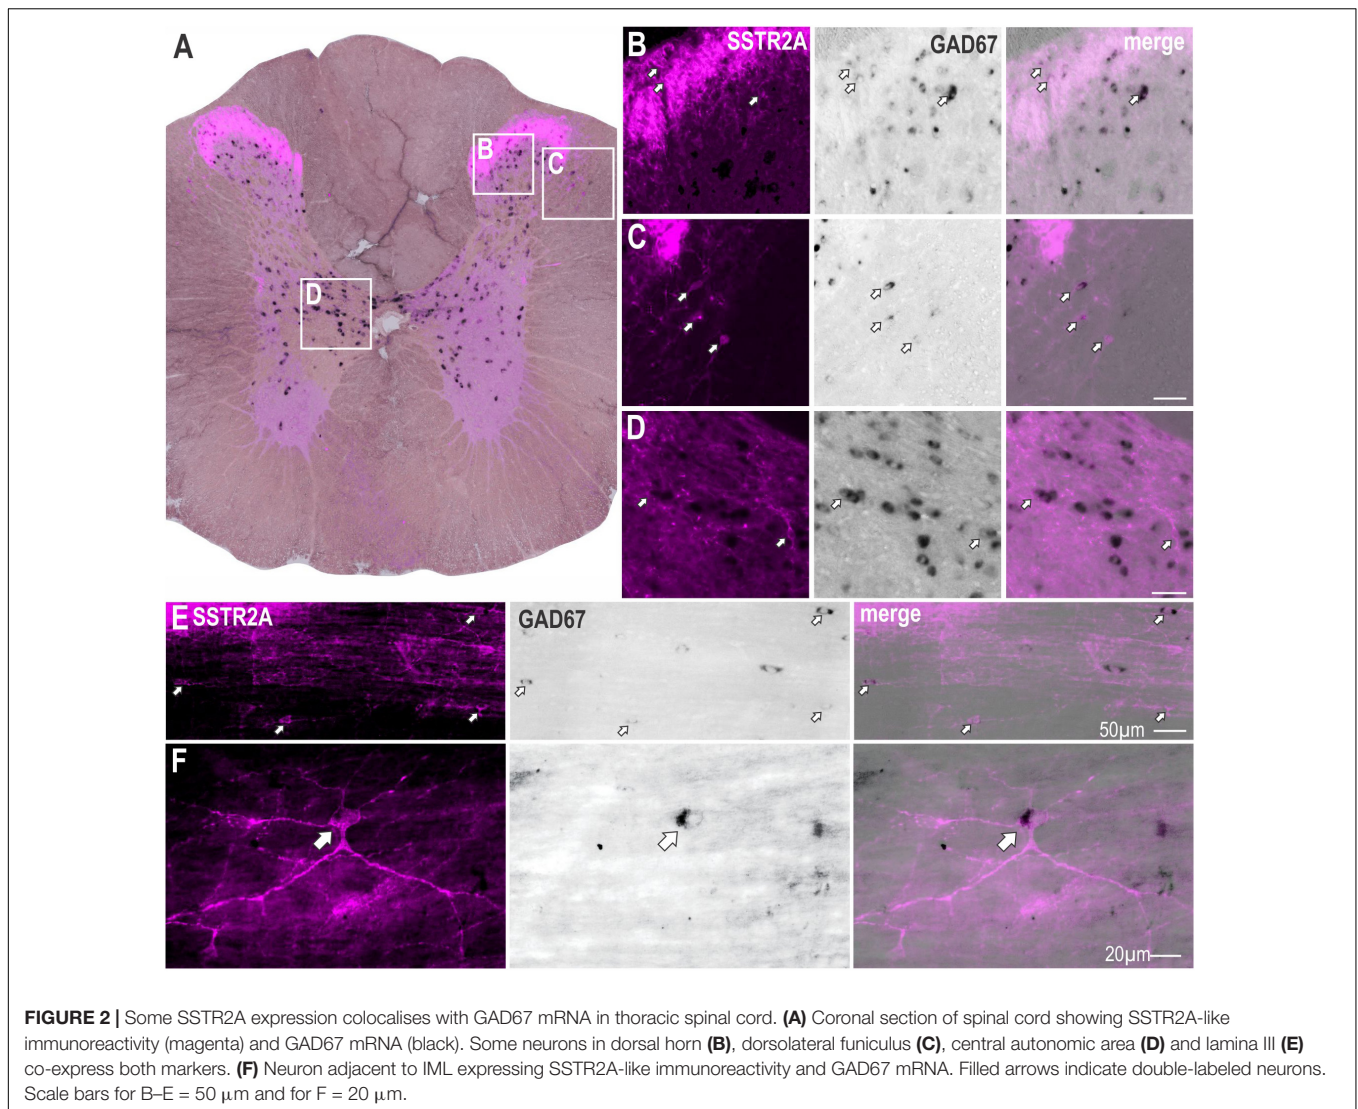 A
B
C
D
B
SSTR2A
GAD67
merge
C
D
E SSTR2A
GAD67
merge
50µm
F
20µm
FIGURE 2 | Some SSTR2A expression colocalises with GAD67 mRNA in thoracic spinal cord. (A) Coronal section of spinal cord showing SSTR2A-like
immunoreactivity (magenta) and GAD67 mRNA (black). Some neurons in dorsal horn (B), dorsolateral funiculus (C), central autonomic area (D) and lamina III (E)
co-express both markers. (F) Neuron adjacent to IML expressing SSTR2A-like immunoreactivity and GAD67 mRNA. Filled arrows indicate double-labeled neurons.
Scale bars for B–E = 50 µm and for F = 20 µm.